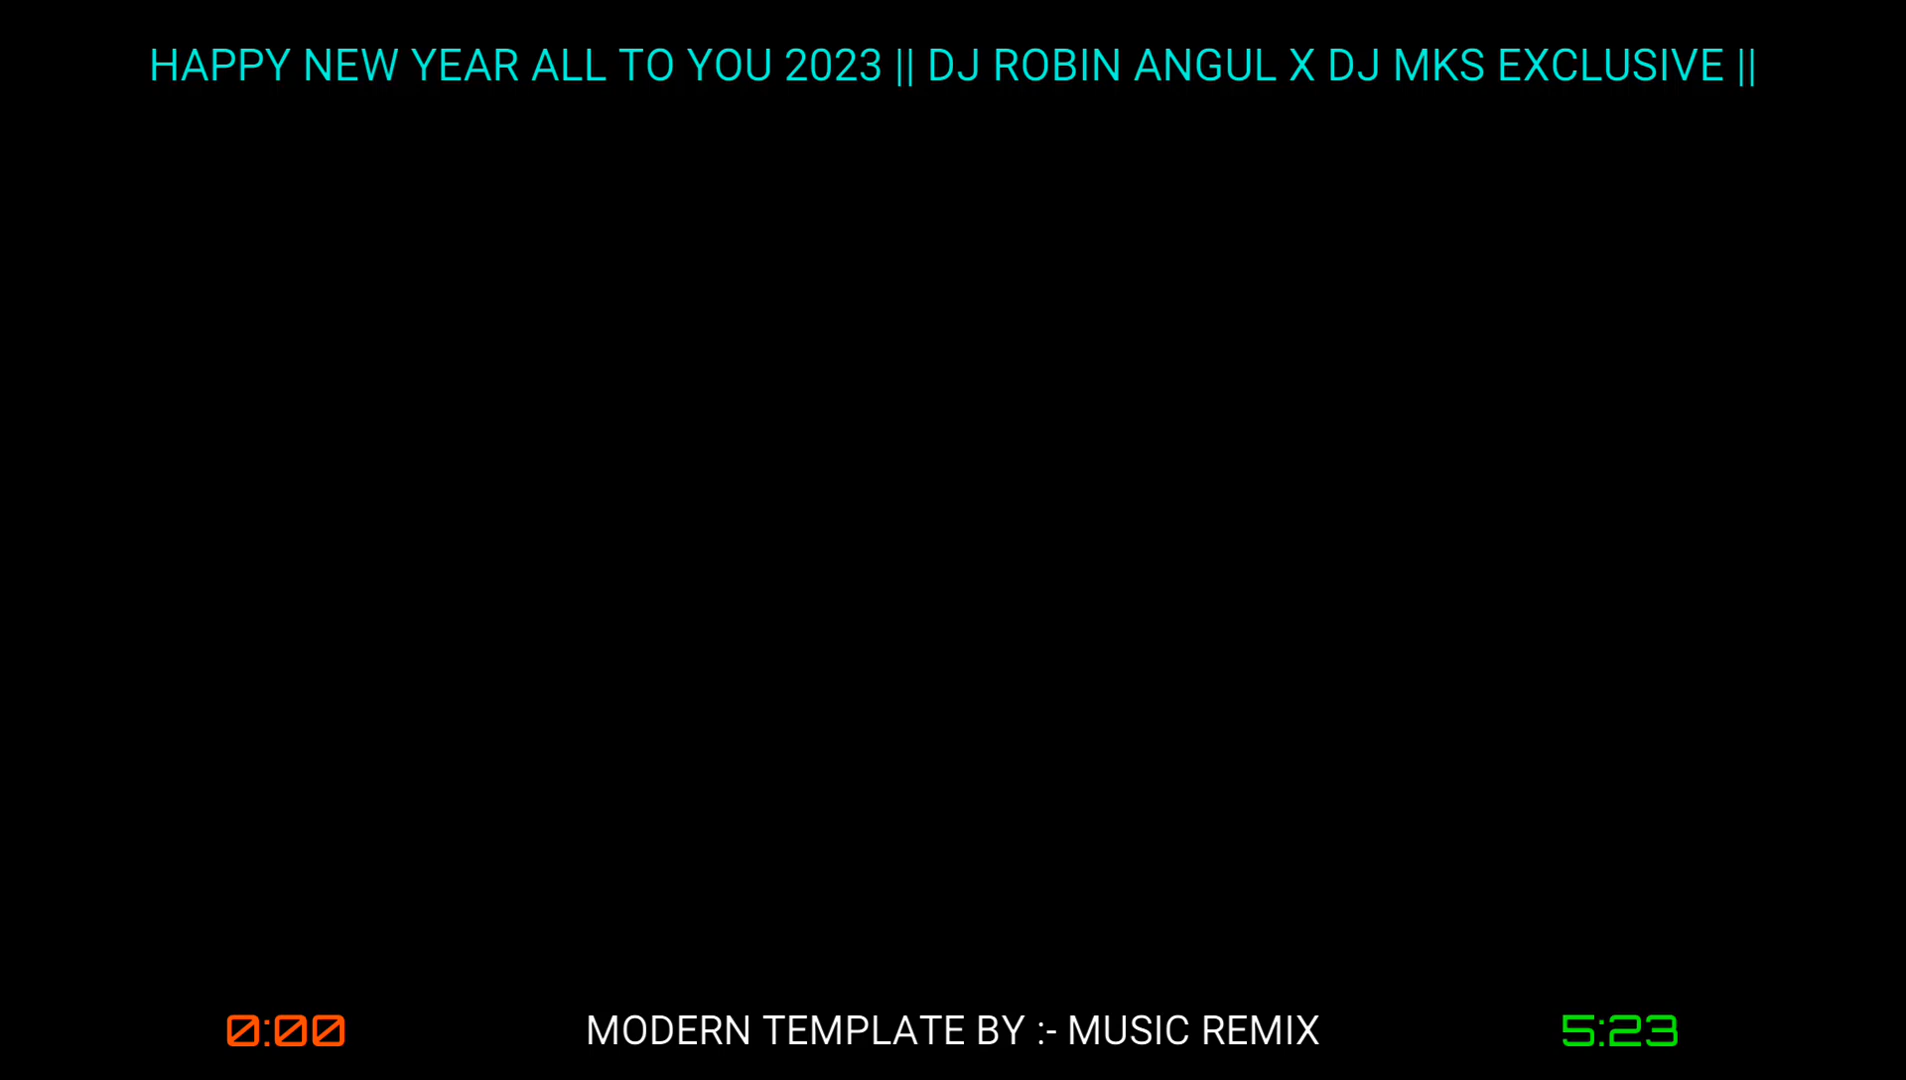 HAPPY NEW YEAR ALL TO YOU 2023 || DJ ROBIN ANGUL X DJ MKS EXCLUSIVE ||
0:00 MODERN TEMPLATE BY :- MUSIC REMIX 5:23